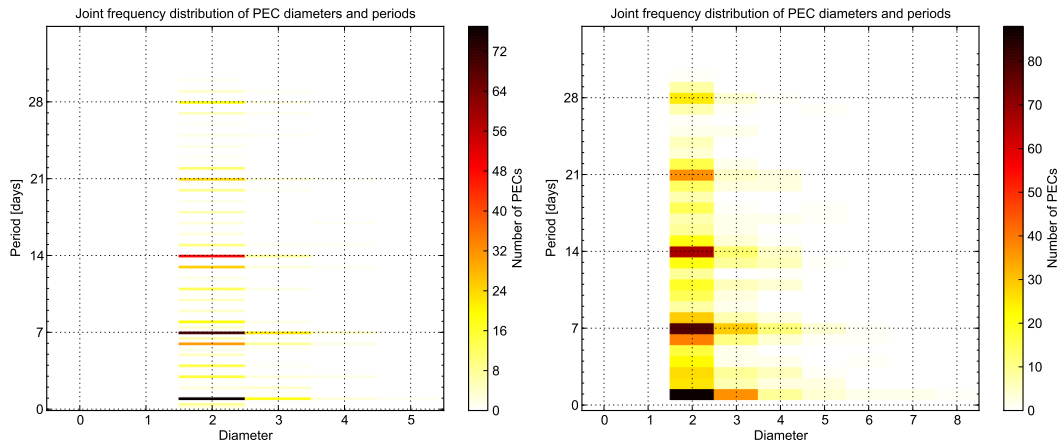 Joint frequency distribution of PEC diameters and periods
Period [days]
28
21
14
7
0
0 1 2 3 4 5
Diameter
72
64
56
48
40
32
24
16
8
0
Number of PECs
Joint frequency distribution of PEC diameters and periods
Period [days]
28
21
14
7
0
0 1 2 3 4 5 6 7 8
Diameter
80
70
60
50
40
30
20
10
0
Number of PECs